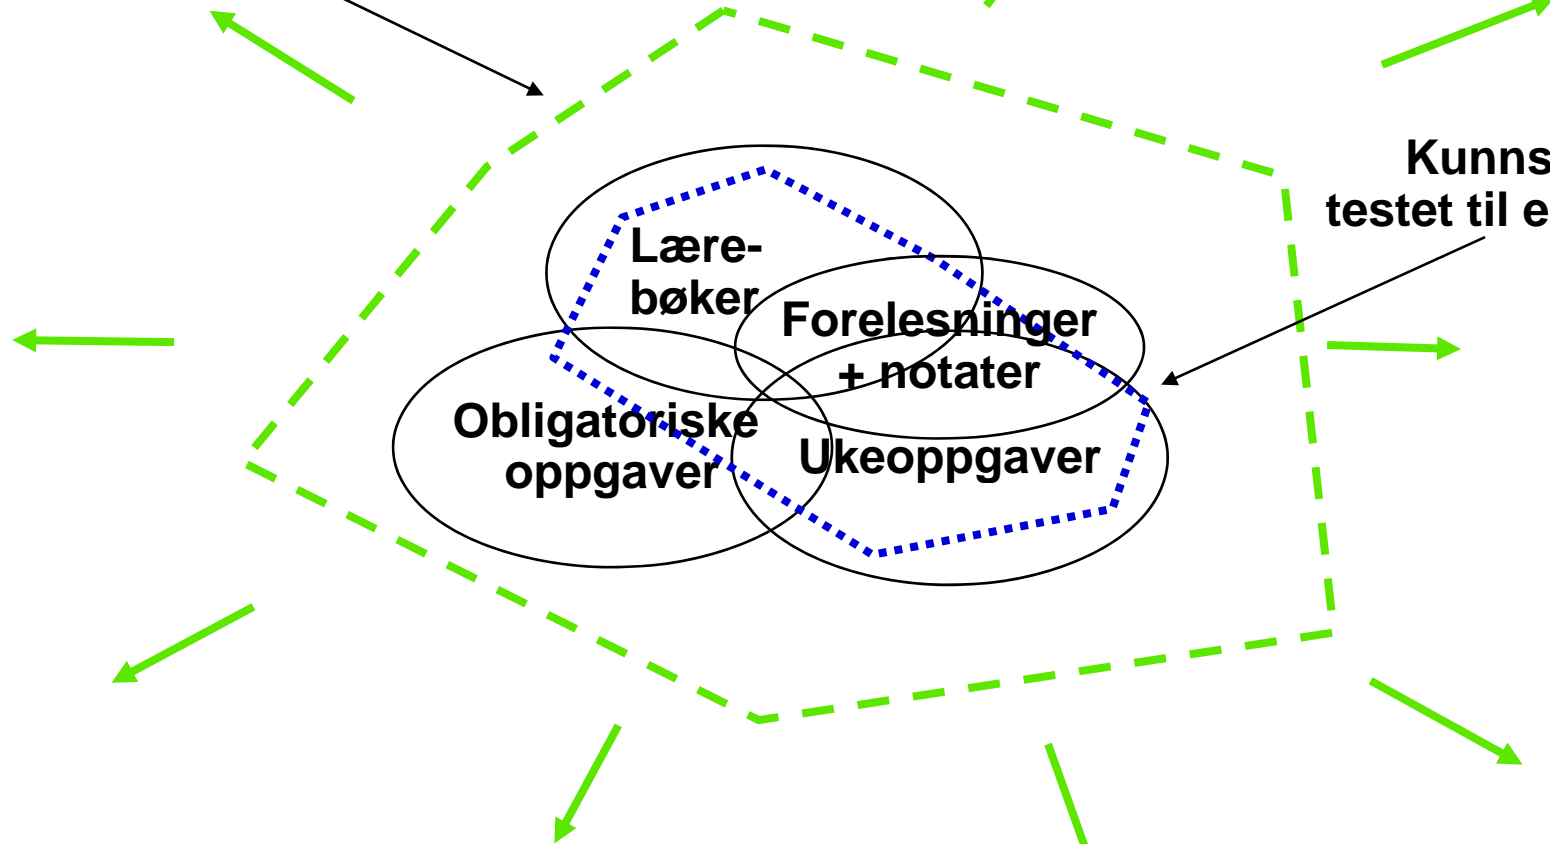 Kunns
testet til e
Lære-
bøker
Forelesninger
+ notater
Obligatoriske
oppgaver
Ukeoppgaver